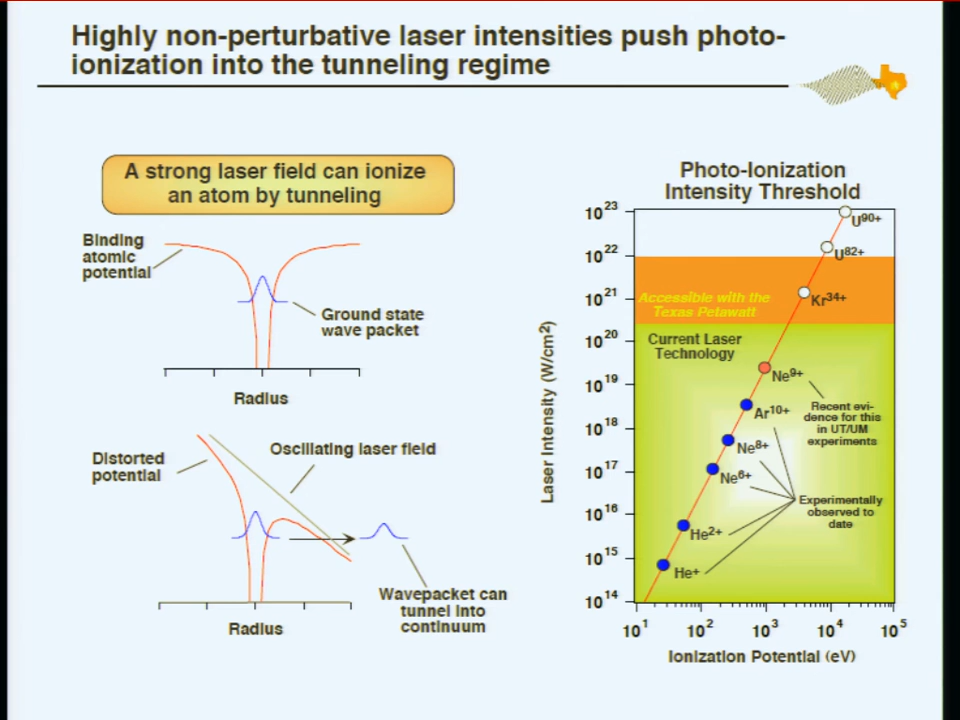 Highly non-perturbative laser intensities push photo-
ionization into the tunneling regime
A strong laser field can ionize
an atom by tunneling
Binding
atomic
potential
Ground state
wave packet
Radius
Distorted
potential
Oscillating laser field
Wavepacket can
tunnel into
continuum
Radius
Photo-Ionization
Intensity Threshold
Laser Intensity (W/cm²)
10²³
10²²
10²¹
10²⁰
10¹⁹
10¹⁸
10¹⁷
10¹⁶
10¹⁵
10¹⁴
U⁹⁰⁺
U⁸²⁺
Kr³⁴⁺
Accessible with the
Texas Petawatt
Current Laser
Technology
Ne⁹⁺
Ar¹⁰⁺
Recent evi-
dence for this
in UT/UM
experiments
Ne⁸⁺
Ne⁶⁺
Experimentally
observed to
date
He²⁺
He⁺
10¹ 10² 10³ 10⁴ 10⁵
Ionization Potential (eV)